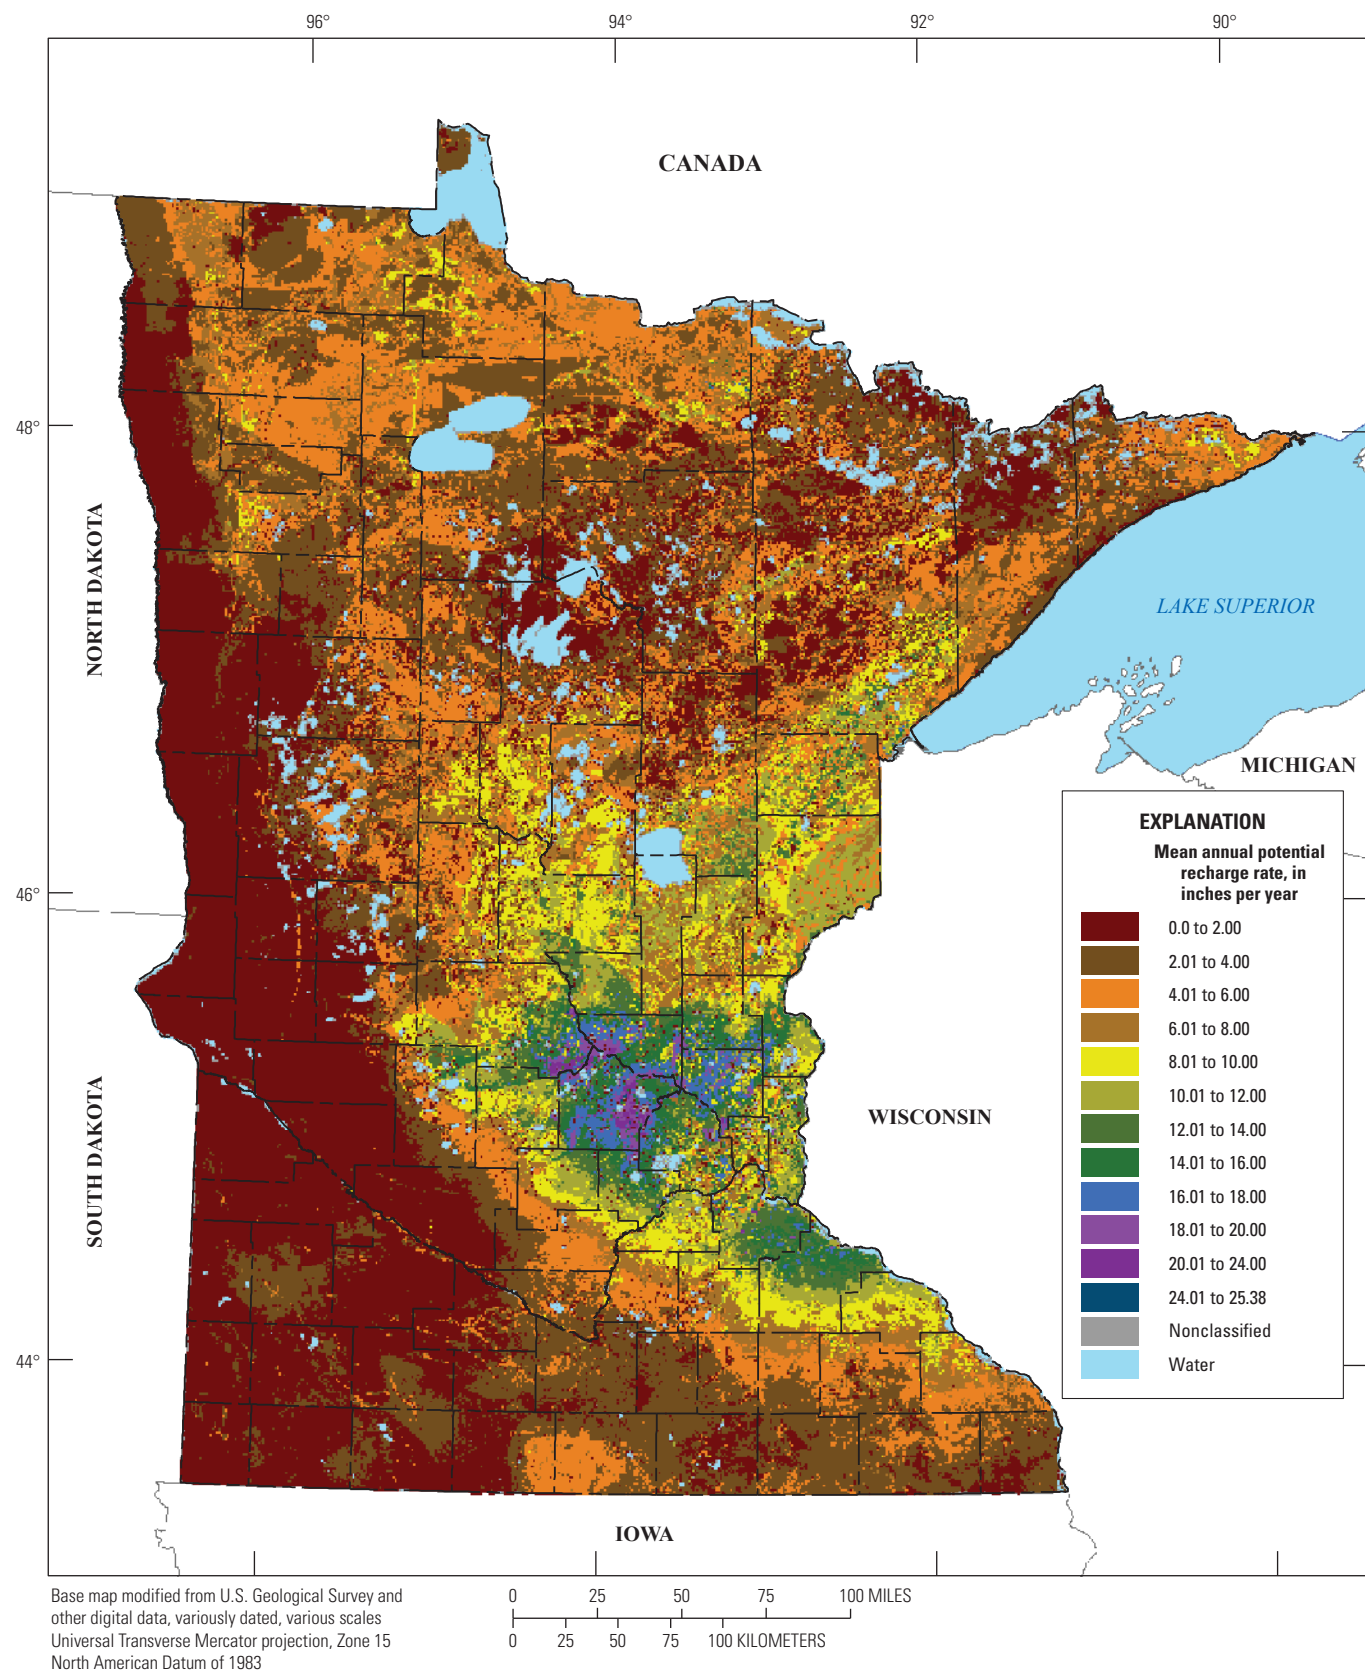 96°
94°
92°
90°
CANADA
48°
NORTH DAKOTA
LAKE SUPERIOR
MICHIGAN
EXPLANATION
Mean annual potential
recharge rate, in
inches per year
0.0 to 2.00
2.01 to 4.00
4.01 to 6.00
6.01 to 8.00
8.01 to 10.00
10.01 to 12.00
12.01 to 14.00
14.01 to 16.00
16.01 to 18.00
18.01 to 20.00
20.01 to 24.00
24.01 to 25.38
Nonclassified
Water
46°
WISCONSIN
SOUTH DAKOTA
44°
IOWA
Base map modified from U.S. Geological Survey and
other digital data, variously dated, various scales
Universal Transverse Mercator projection, Zone 15
North American Datum of 1983
0 25 50 75 100 MILES
0 25 50 75 100 KILOMETERS